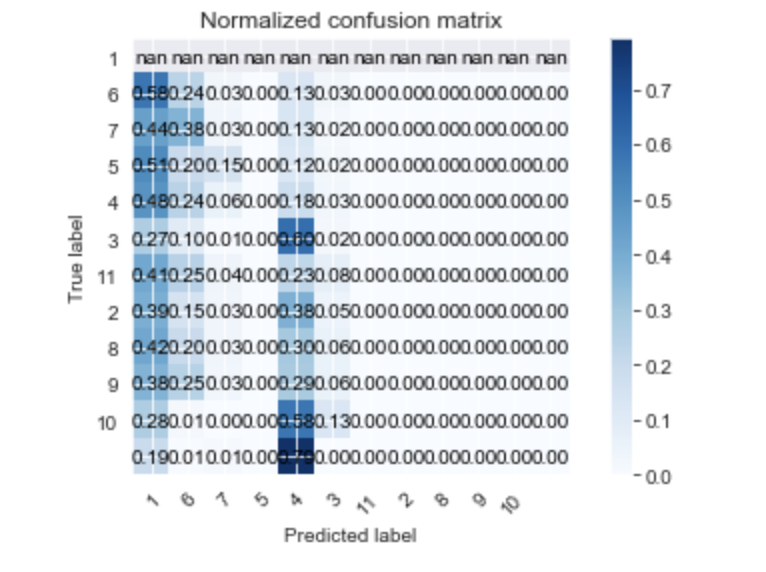 Normalized confusion matrix
1 nan nan nan nan nan nan nan nan nan nan nan nan
6 0.58 0.24 0.03 0.00 0.13 0.03 0.00 0.00 0.00 0.00 0.00 0.00
7 0.44 0.38 0.03 0.00 0.13 0.02 0.00 0.00 0.00 0.00 0.00 0.00
5 0.51 0.20 0.15 0.00 0.12 0.02 0.00 0.00 0.00 0.00 0.00 0.00
4 0.48 0.24 0.06 0.00 0.18 0.03 0.00 0.00 0.00 0.00 0.00 0.00
3 0.27 0.10 0.01 0.00 0.60 0.02 0.00 0.00 0.00 0.00 0.00 0.00
11 0.41 0.25 0.04 0.00 0.23 0.08 0.00 0.00 0.00 0.00 0.00 0.00
2 0.39 0.15 0.03 0.00 0.38 0.05 0.00 0.00 0.00 0.00 0.00 0.00
8 0.42 0.20 0.03 0.00 0.30 0.06 0.00 0.00 0.00 0.00 0.00 0.00
9 0.38 0.25 0.03 0.00 0.29 0.06 0.00 0.00 0.00 0.00 0.00 0.00
10 0.28 0.01 0.00 0.00 0.58 0.13 0.00 0.00 0.00 0.00 0.00 0.00
0.19 0.01 0.01 0.00 0.79 0.00 0.00 0.00 0.00 0.00 0.00 0.00
True label
1 6 7 5 4 3 11 2 8 9 10
Predicted label
0.7
0.6
0.5
0.4
0.3
0.2
0.1
0.0